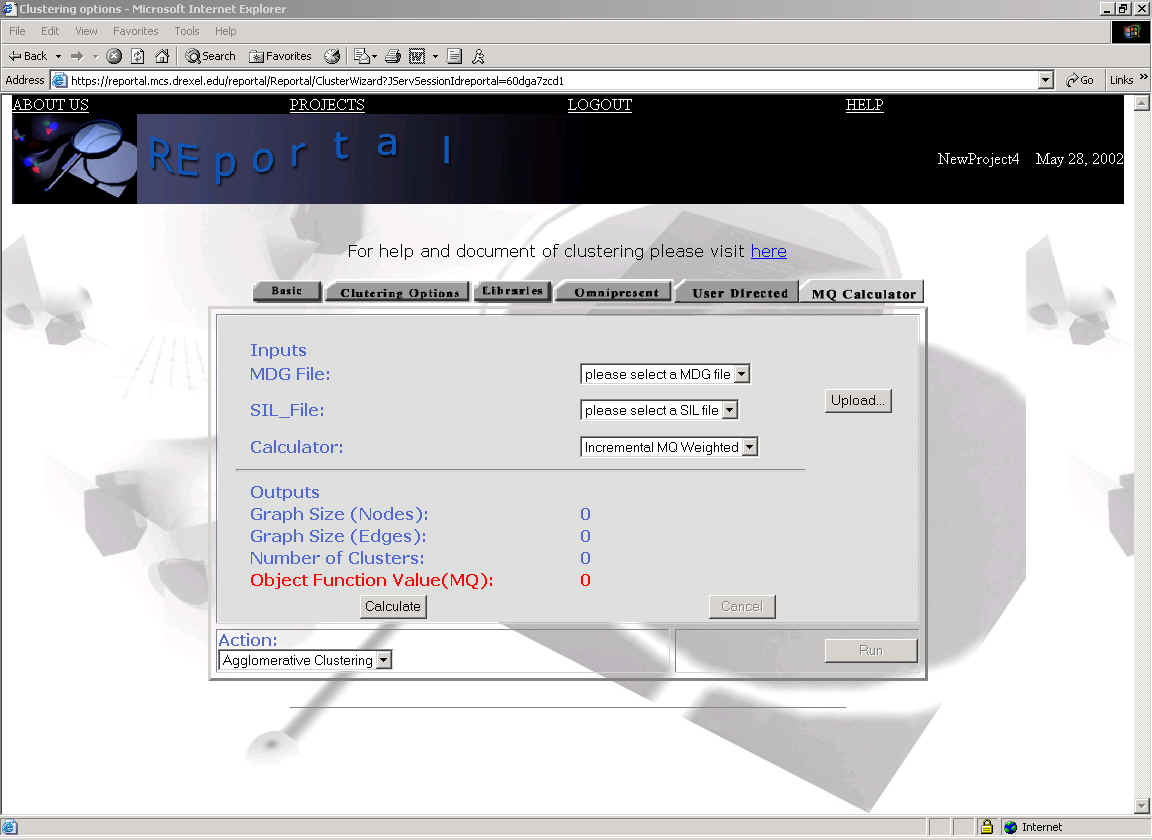 Clustering options - Microsoft Internet Explorer
File Edit View Favorites Tools Help
Back Search Favorites
Address https://reportal.mcs.drexel.edu/reportal/Reportal/ClusterWizard?JServSessionIdreportal=60dga7zcd1 Go Links »
ABOUT US PROJECTS LOGOUT HELP
REportal
NewProject4 May 28, 2002
For help and document of clustering please visit here
Basic Clutering Options Libraries Omnipresent User Directed MQ Calculator
Inputs
MDG File: please select a MDG file
SIL_File: please select a SIL file Upload...
Calculator: Incremental MQ Weighted
Outputs
Graph Size (Nodes): 0
Graph Size (Edges): 0
Number of Clusters: 0
Object Function Value(MQ): 0
Calculate Cancel
Action:
Agglomerative Clustering Run
Internet